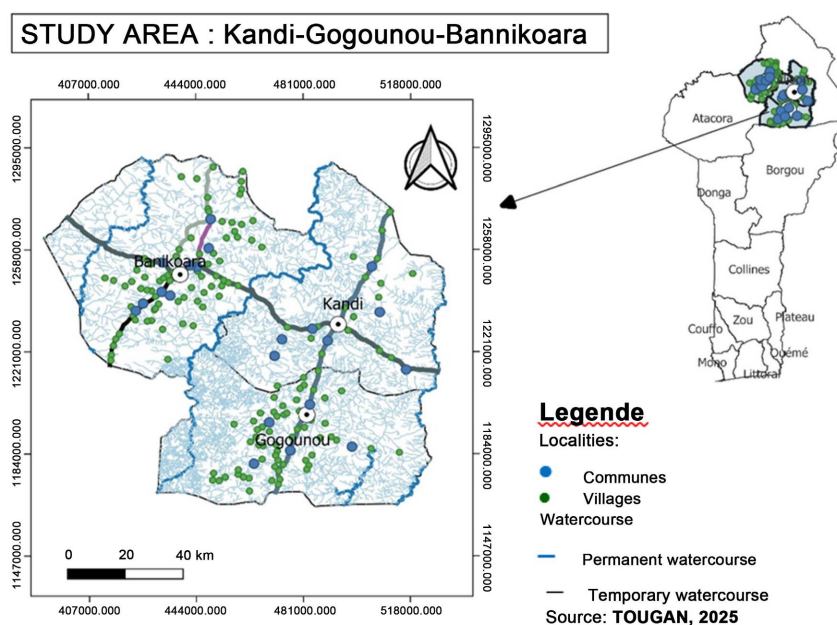 STUDY AREA : Kandi-Gogounou-Bannikoara
407000.000 444000.000 481000.000 518000.000
1295000.000 1295000.000
1258000.000 1258000.000
1221000.000 1221000.000
1184000.000 1184000.000
1147000.000 1147000.000
Banikoara
Kandi
Gogounou
0 20 40 km
407000.000 444000.000 481000.000 518000.000
Atacora
Borgou
Donga
Collines
Zou
Plateau
Couffo
Ouémé
Mono
Littoral
Legende
Localities:
Communes
Villages
Watercourse
Permanent watercourse
Temporary watercourse
Source: TOUGAN, 2025